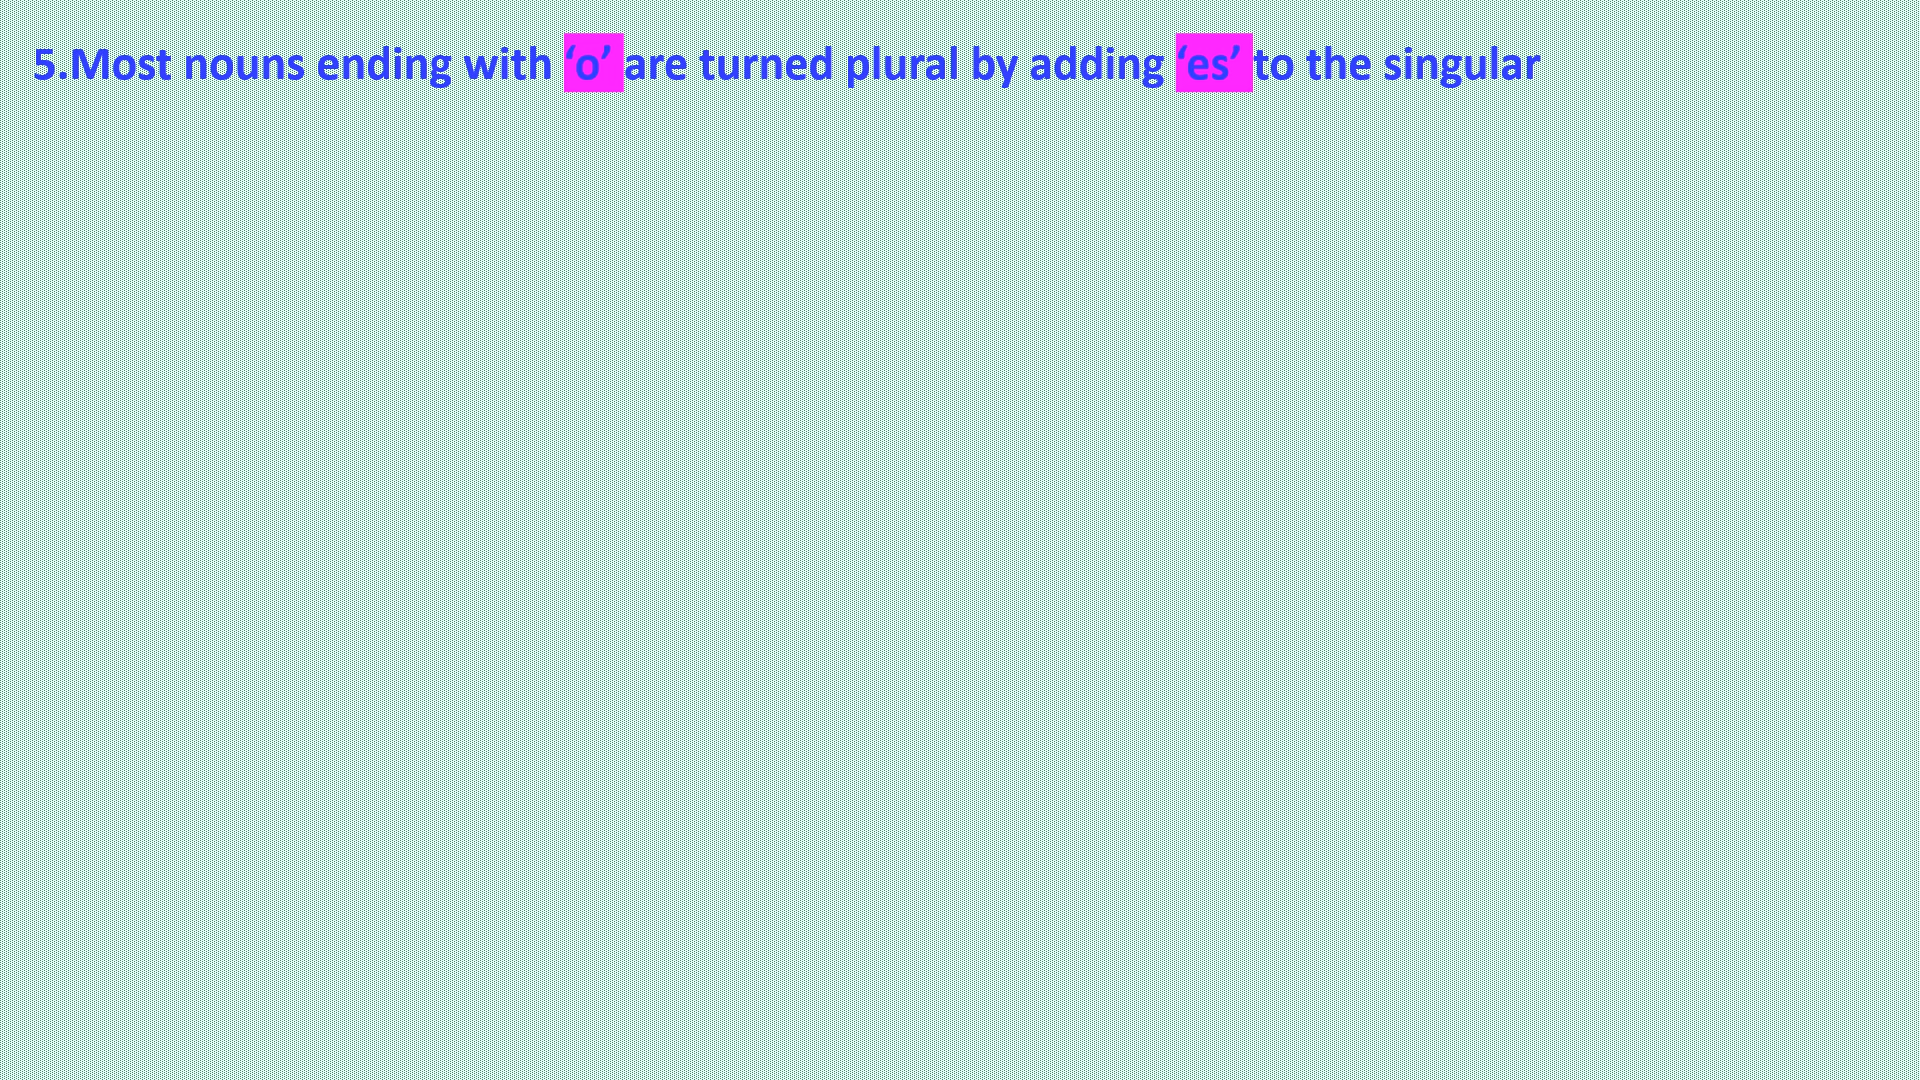 5.Most nouns ending with ‘o’ are turned plural by adding ‘es’ to the singular